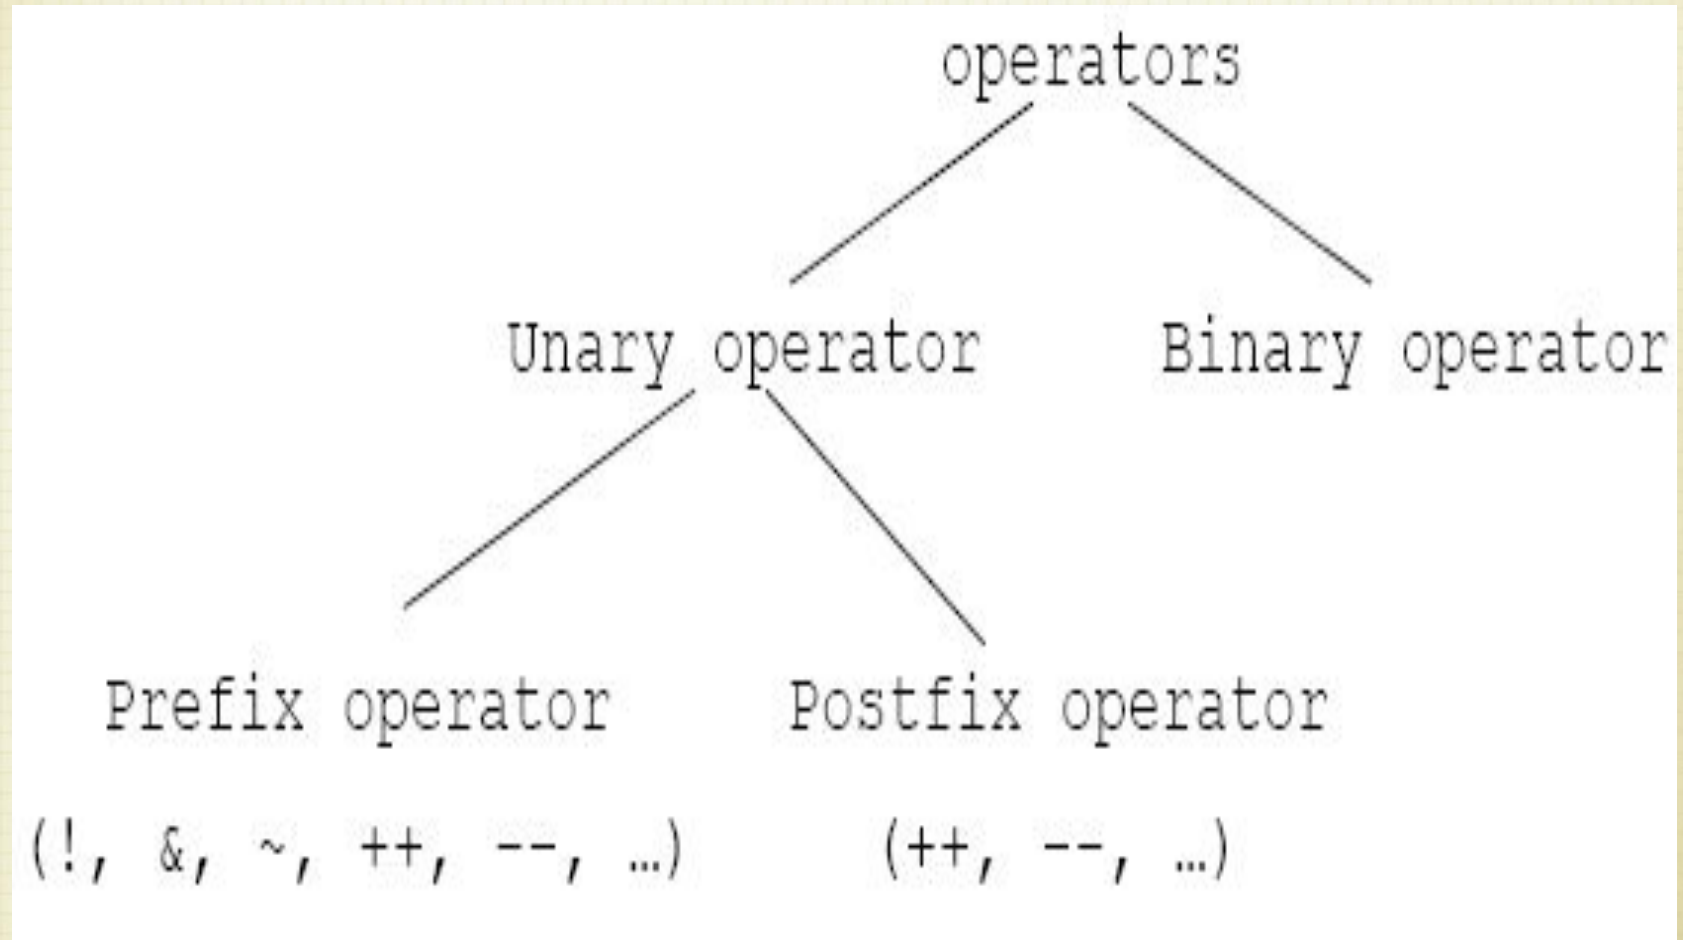 operators
Unary operator Binary operator
Prefix operator Postfix operator
(!, &, ~, ++, --, …) (++, --, …)